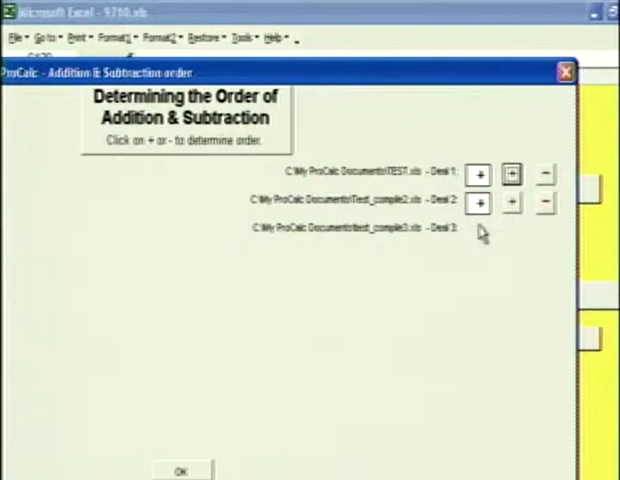 Microsoft Excel - 9710.xls
File Go to Print Format1 Format2 Restore Tools Help
ProCalc - Addition & Subtraction order
Determining the Order of
Addition & Subtraction
Click on + or - to determine order.
C:\My ProCalc Documents\TEST.xls - Deal 1: + + -
C:\My ProCalc Documents\Test_compile2.xls - Deal 2: + + -
C:\My ProCalc Documents\test_compile3.xls - Deal 3:
OK